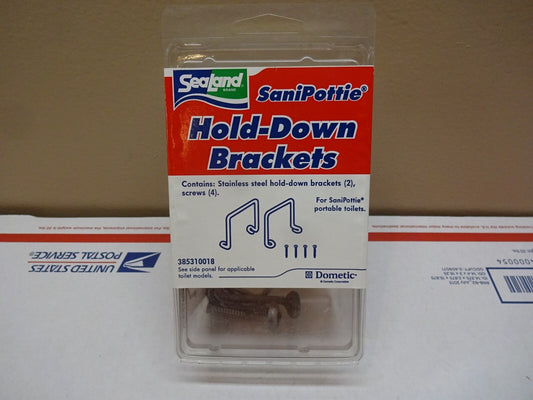 SeaLand
BRAND
SaniPottie®
Hold-Down
Brackets
Contains: Stainless steel hold-down brackets (2),
screws (4).
For SaniPottie®
portable toilets.
385310018
See side panel for applicable
toilet models.
Dometic
UNITED STATES
POSTAL SERVICE